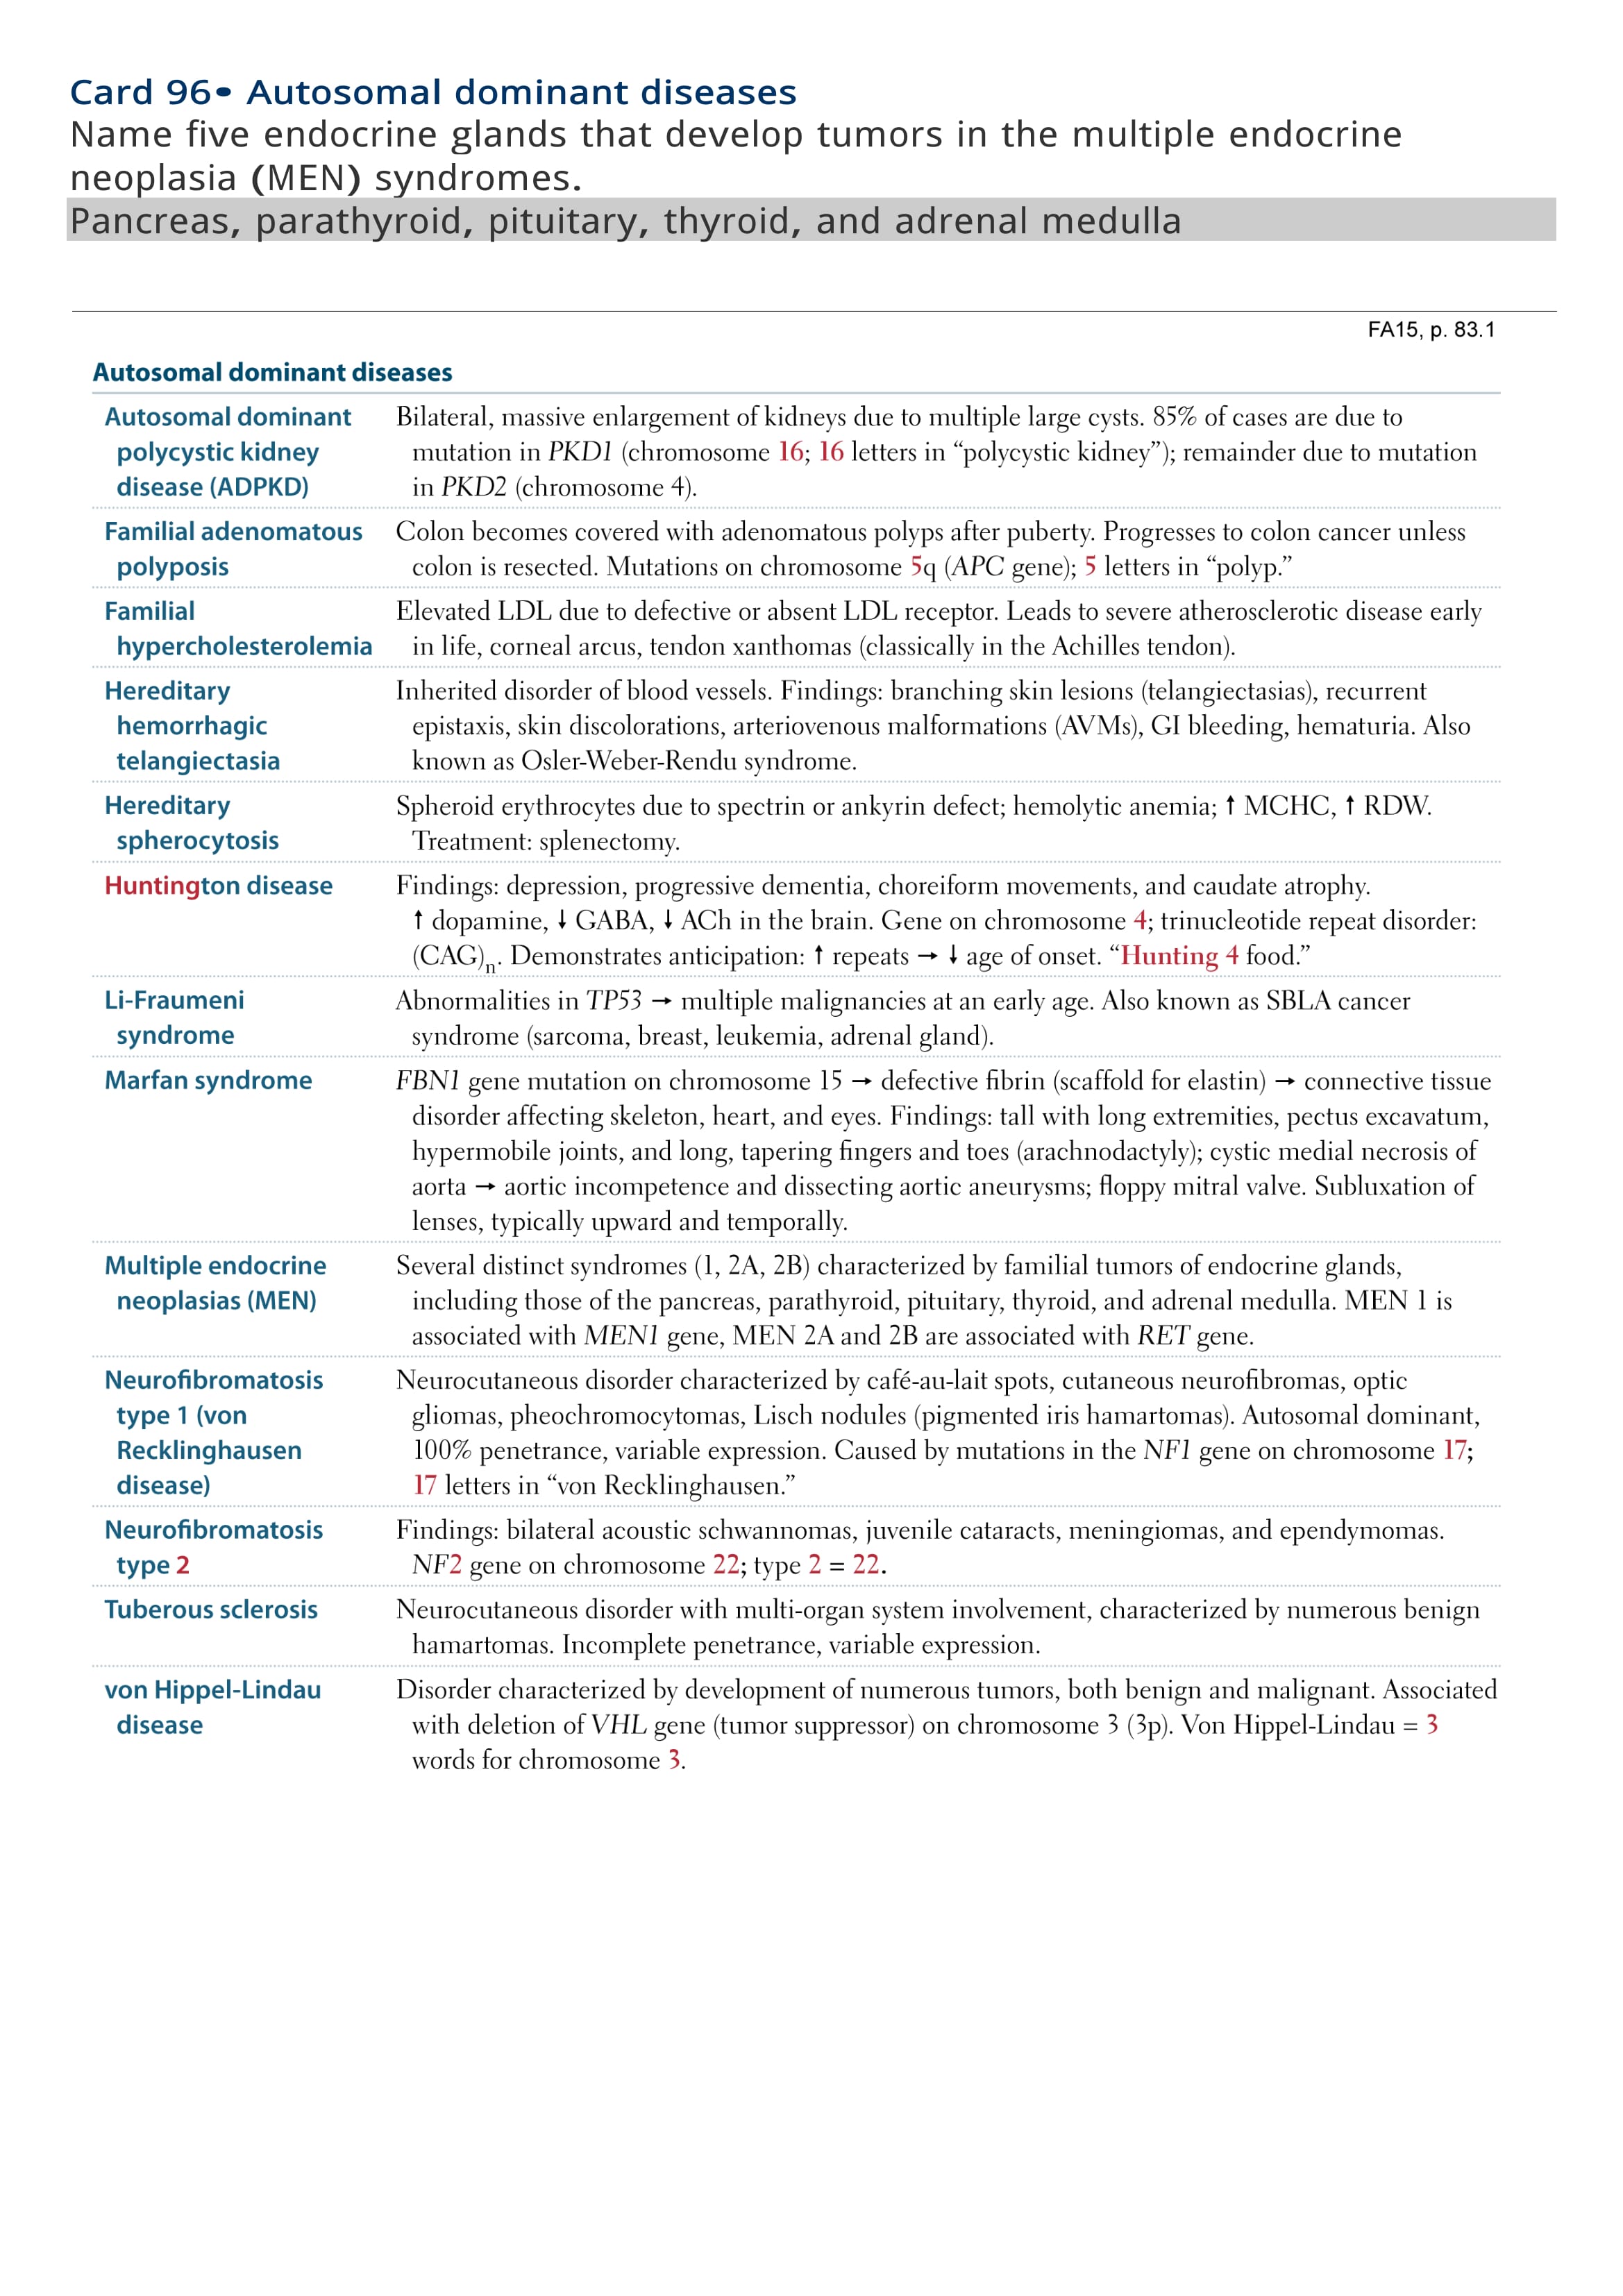 Card 96• Autosomal dominant diseases
Name five endocrine glands that develop tumors in the multiple endocrine
neoplasia (MEN) syndromes.
Pancreas, parathyroid, pituitary, thyroid, and adrenal medulla
FA15, p. 83.1
Autosomal dominant diseases
Autosomal dominant polycystic kidney disease (ADPKD)
Bilateral, massive enlargement of kidneys due to multiple large cysts. 85% of cases are due to
mutation in PKD1 (chromosome 16; 16 letters in “polycystic kidney”); remainder due to mutation
in PKD2 (chromosome 4).
Familial adenomatous
polyposis
Colon becomes covered with adenomatous polyps after puberty. Progresses to colon cancer unless
colon is resected. Mutations on chromosome 5q (APC gene); 5 letters in “polyp.”
Familial
hypercholesterolemia
Elevated LDL due to defective or absent LDL receptor. Leads to severe atherosclerotic disease early
in life, corneal arcus, tendon xanthomas (classically in the Achilles tendon).
Hereditary
hemorrhagic
telangiectasia
Inherited disorder of blood vessels. Findings: branching skin lesions (telangiectasias), recurrent
epistaxis, skin discolorations, arteriovenous malformations (AVMs), GI bleeding, hematuria. Also
known as Osler-Weber-Rendu syndrome.
Hereditary
spherocytosis
Spheroid erythrocytes due to spectrin or ankyrin defect; hemolytic anemia; ↑ MCHC, ↑ RDW.
Treatment: splenectomy.
Huntington disease
Findings: depression, progressive dementia, choreiform movements, and caudate atrophy.
↑ dopamine, ↓ GABA, ↓ ACh in the brain. Gene on chromosome 4; trinucleotide repeat disorder:
(CAG)n. Demonstrates anticipation: ↑ repeats → ↓ age of onset. “Hunting 4 food.”
Li-Fraumeni
syndrome
Abnormalities in TP53 → multiple malignancies at an early age. Also known as SBLA cancer
syndrome (sarcoma, breast, leukemia, adrenal gland).
Marfan syndrome
FBN1 gene mutation on chromosome 15 → defective fibrin (scaffold for elastin) → connective tissue
disorder affecting skeleton, heart, and eyes. Findings: tall with long extremities, pectus excavatum,
hypermobile joints, and long, tapering fingers and toes (arachnodactyly); cystic medial necrosis of
aorta → aortic incompetence and dissecting aortic aneurysms; floppy mitral valve. Subluxation of
lenses, typically upward and temporally.
Multiple endocrine
neoplasias (MEN)
Several distinct syndromes (1, 2A, 2B) characterized by familial tumors of endocrine glands,
including those of the pancreas, parathyroid, pituitary, thyroid, and adrenal medulla. MEN 1 is
associated with MEN1 gene, MEN 2A and 2B are associated with RET gene.
Neurofibromatosis
type 1 (von
Recklinghausen
disease)
Neurocutaneous disorder characterized by café-au-lait spots, cutaneous neurofibromas, optic
gliomas, pheochromocytomas, Lisch nodules (pigmented iris hamartomas). Autosomal dominant,
100% penetrance, variable expression. Caused by mutations in the NF1 gene on chromosome 17;
17 letters in “von Recklinghausen.”
Neurofibromatosis
type 2
Findings: bilateral acoustic schwannomas, juvenile cataracts, meningiomas, and ependymomas.
NF2 gene on chromosome 22; type 2 = 22.
Tuberous sclerosis
Neurocutaneous disorder with multi-organ system involvement, characterized by numerous benign
hamartomas. Incomplete penetrance, variable expression.
von Hippel-Lindau
disease
Disorder characterized by development of numerous tumors, both benign and malignant. Associated
with deletion of VHL gene (tumor suppressor) on chromosome 3 (3p). Von Hippel-Lindau = 3
words for chromosome 3.